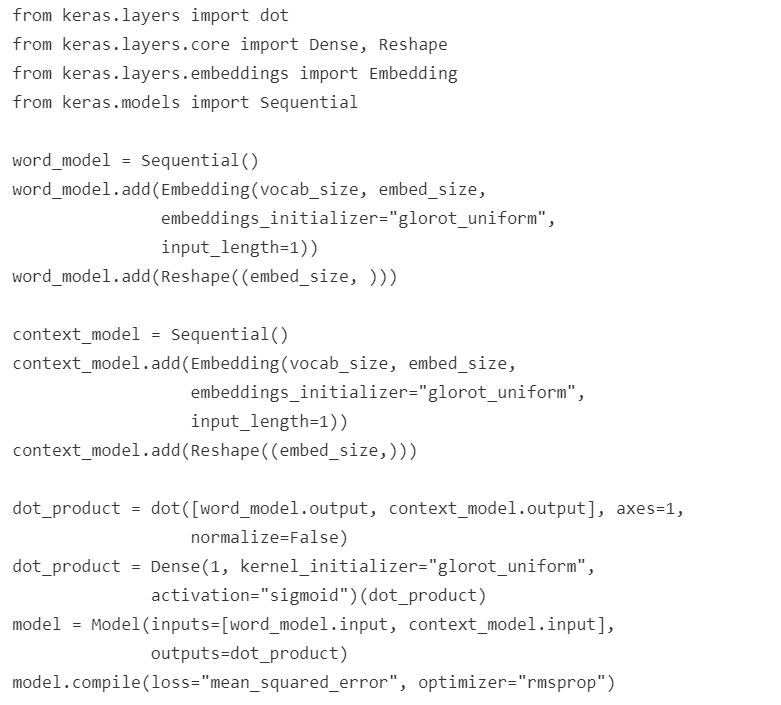 from keras.layers import dot
from keras.layers.core import Dense, Reshape
from keras.layers.embeddings import Embedding
from keras.models import Sequential

word_model = Sequential()
word_model.add(Embedding(vocab_size, embed_size,
               embeddings_initializer="glorot_uniform",
               input_length=1))
word_model.add(Reshape((embed_size, )))

context_model = Sequential()
context_model.add(Embedding(vocab_size, embed_size,
                  embeddings_initializer="glorot_uniform",
                  input_length=1))
context_model.add(Reshape((embed_size,)))

dot_product = dot([word_model.output, context_model.output], axes=1,
                  normalize=False)
dot_product = Dense(1, kernel_initializer="glorot_uniform",
              activation="sigmoid")(dot_product)
model = Model(inputs=[word_model.input, context_model.input],
              outputs=dot_product)
model.compile(loss="mean_squared_error", optimizer="rmsprop")